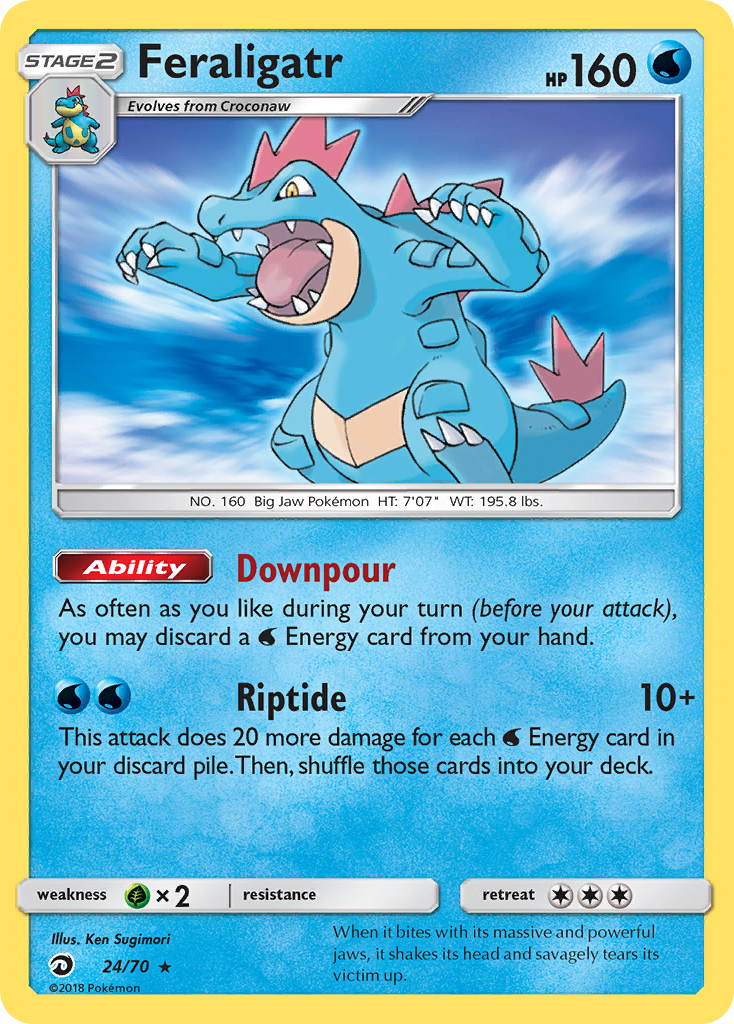 STAGE2
Feraligatr
HP 160
Evolves from Croconaw
NO. 160 Big Jaw Pokémon HT: 7'07" WT: 195.8 lbs.
Ability
Downpour
As often as you like during your turn (before your attack),
you may discard a Energy card from your hand.
Riptide 10+
This attack does 20 more damage for each Energy card in
your discard pile. Then, shuffle those cards into your deck.
weakness ×2 resistance retreat
Illus. Ken Sugimori
24/70 ★
©2018 Pokémon
When it bites with its massive and powerful
jaws, it shakes its head and savagely tears its
victim up.